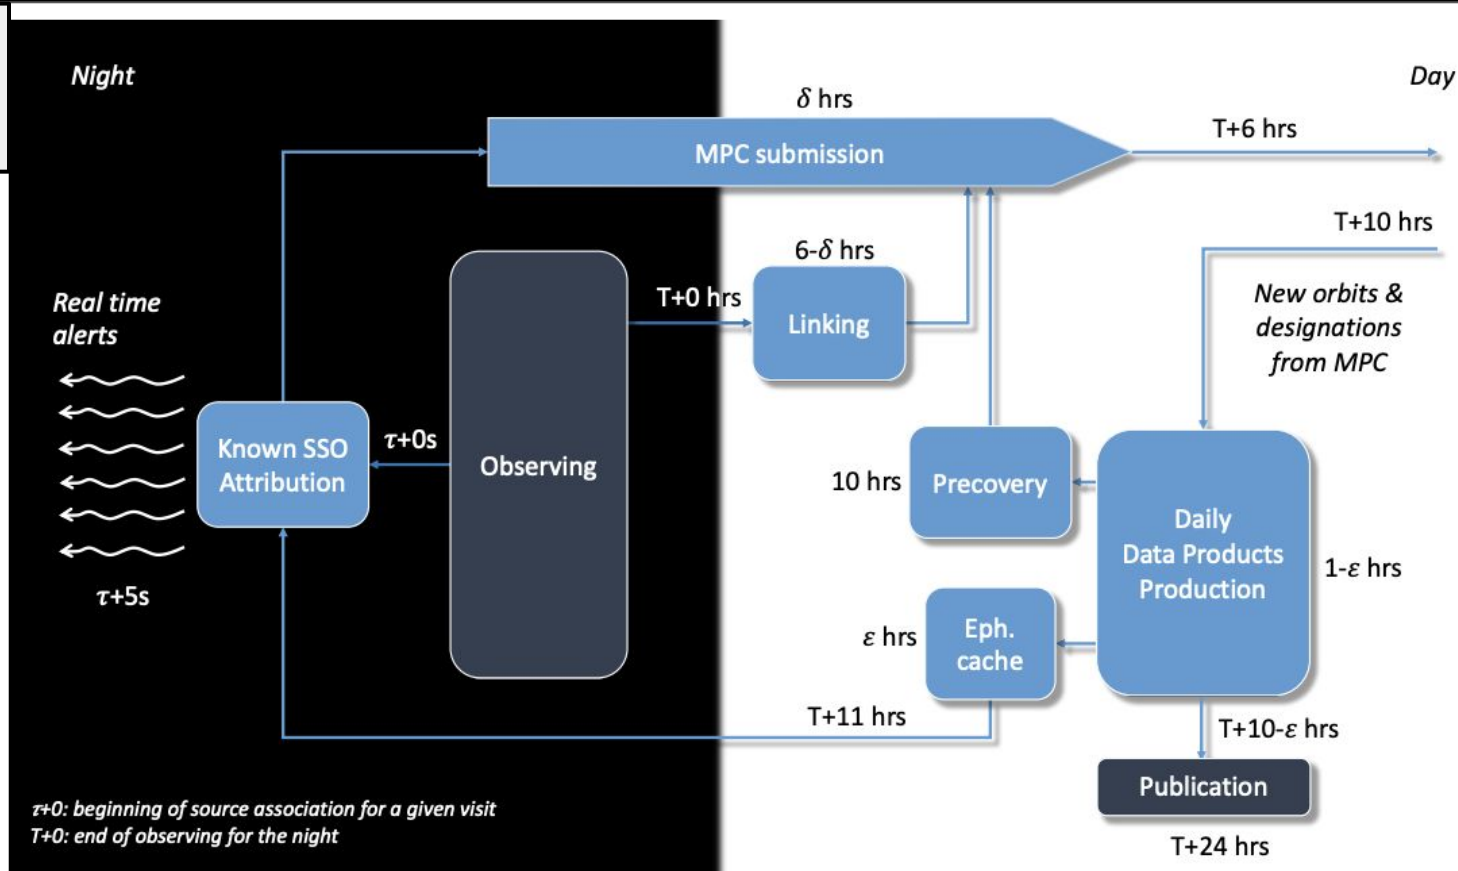 Night
Day
δ hrs
MPC submission
T+6 hrs
T+10 hrs
6-δ hrs
T+0 hrs
Linking
New orbits &
designations
from MPC
Real time
alerts
Known SSO
Attribution
τ+0s
Observing
10 hrs
Precovery
Daily
Data Products
Production
1-ε hrs
τ+5s
ε hrs
Eph.
cache
T+11 hrs
T+10-ε hrs
Publication
T+24 hrs
τ+0: beginning of source association for a given visit
T+0: end of observing for the night